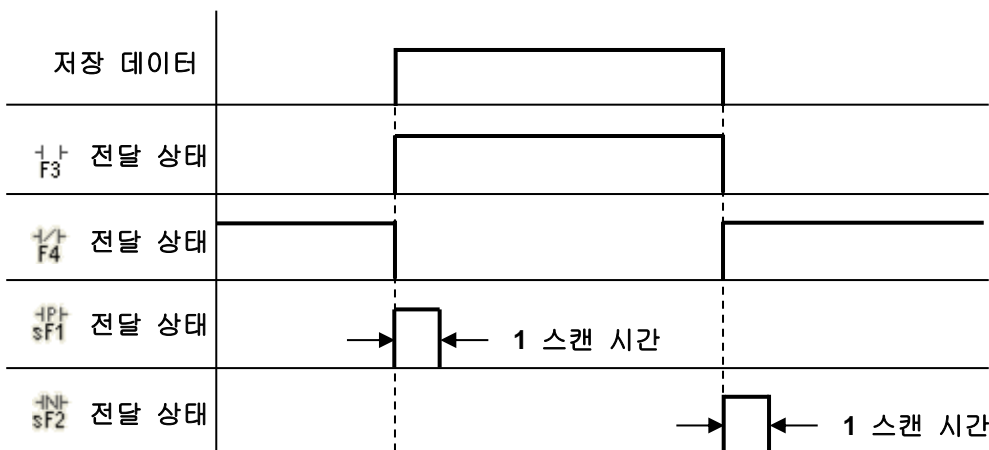 저장 데이터
F3 전달 상태
F4 전달 상태
P
sF1 전달 상태
1 스캔 시간
N
sF2 전달 상태
1 스캔 시간